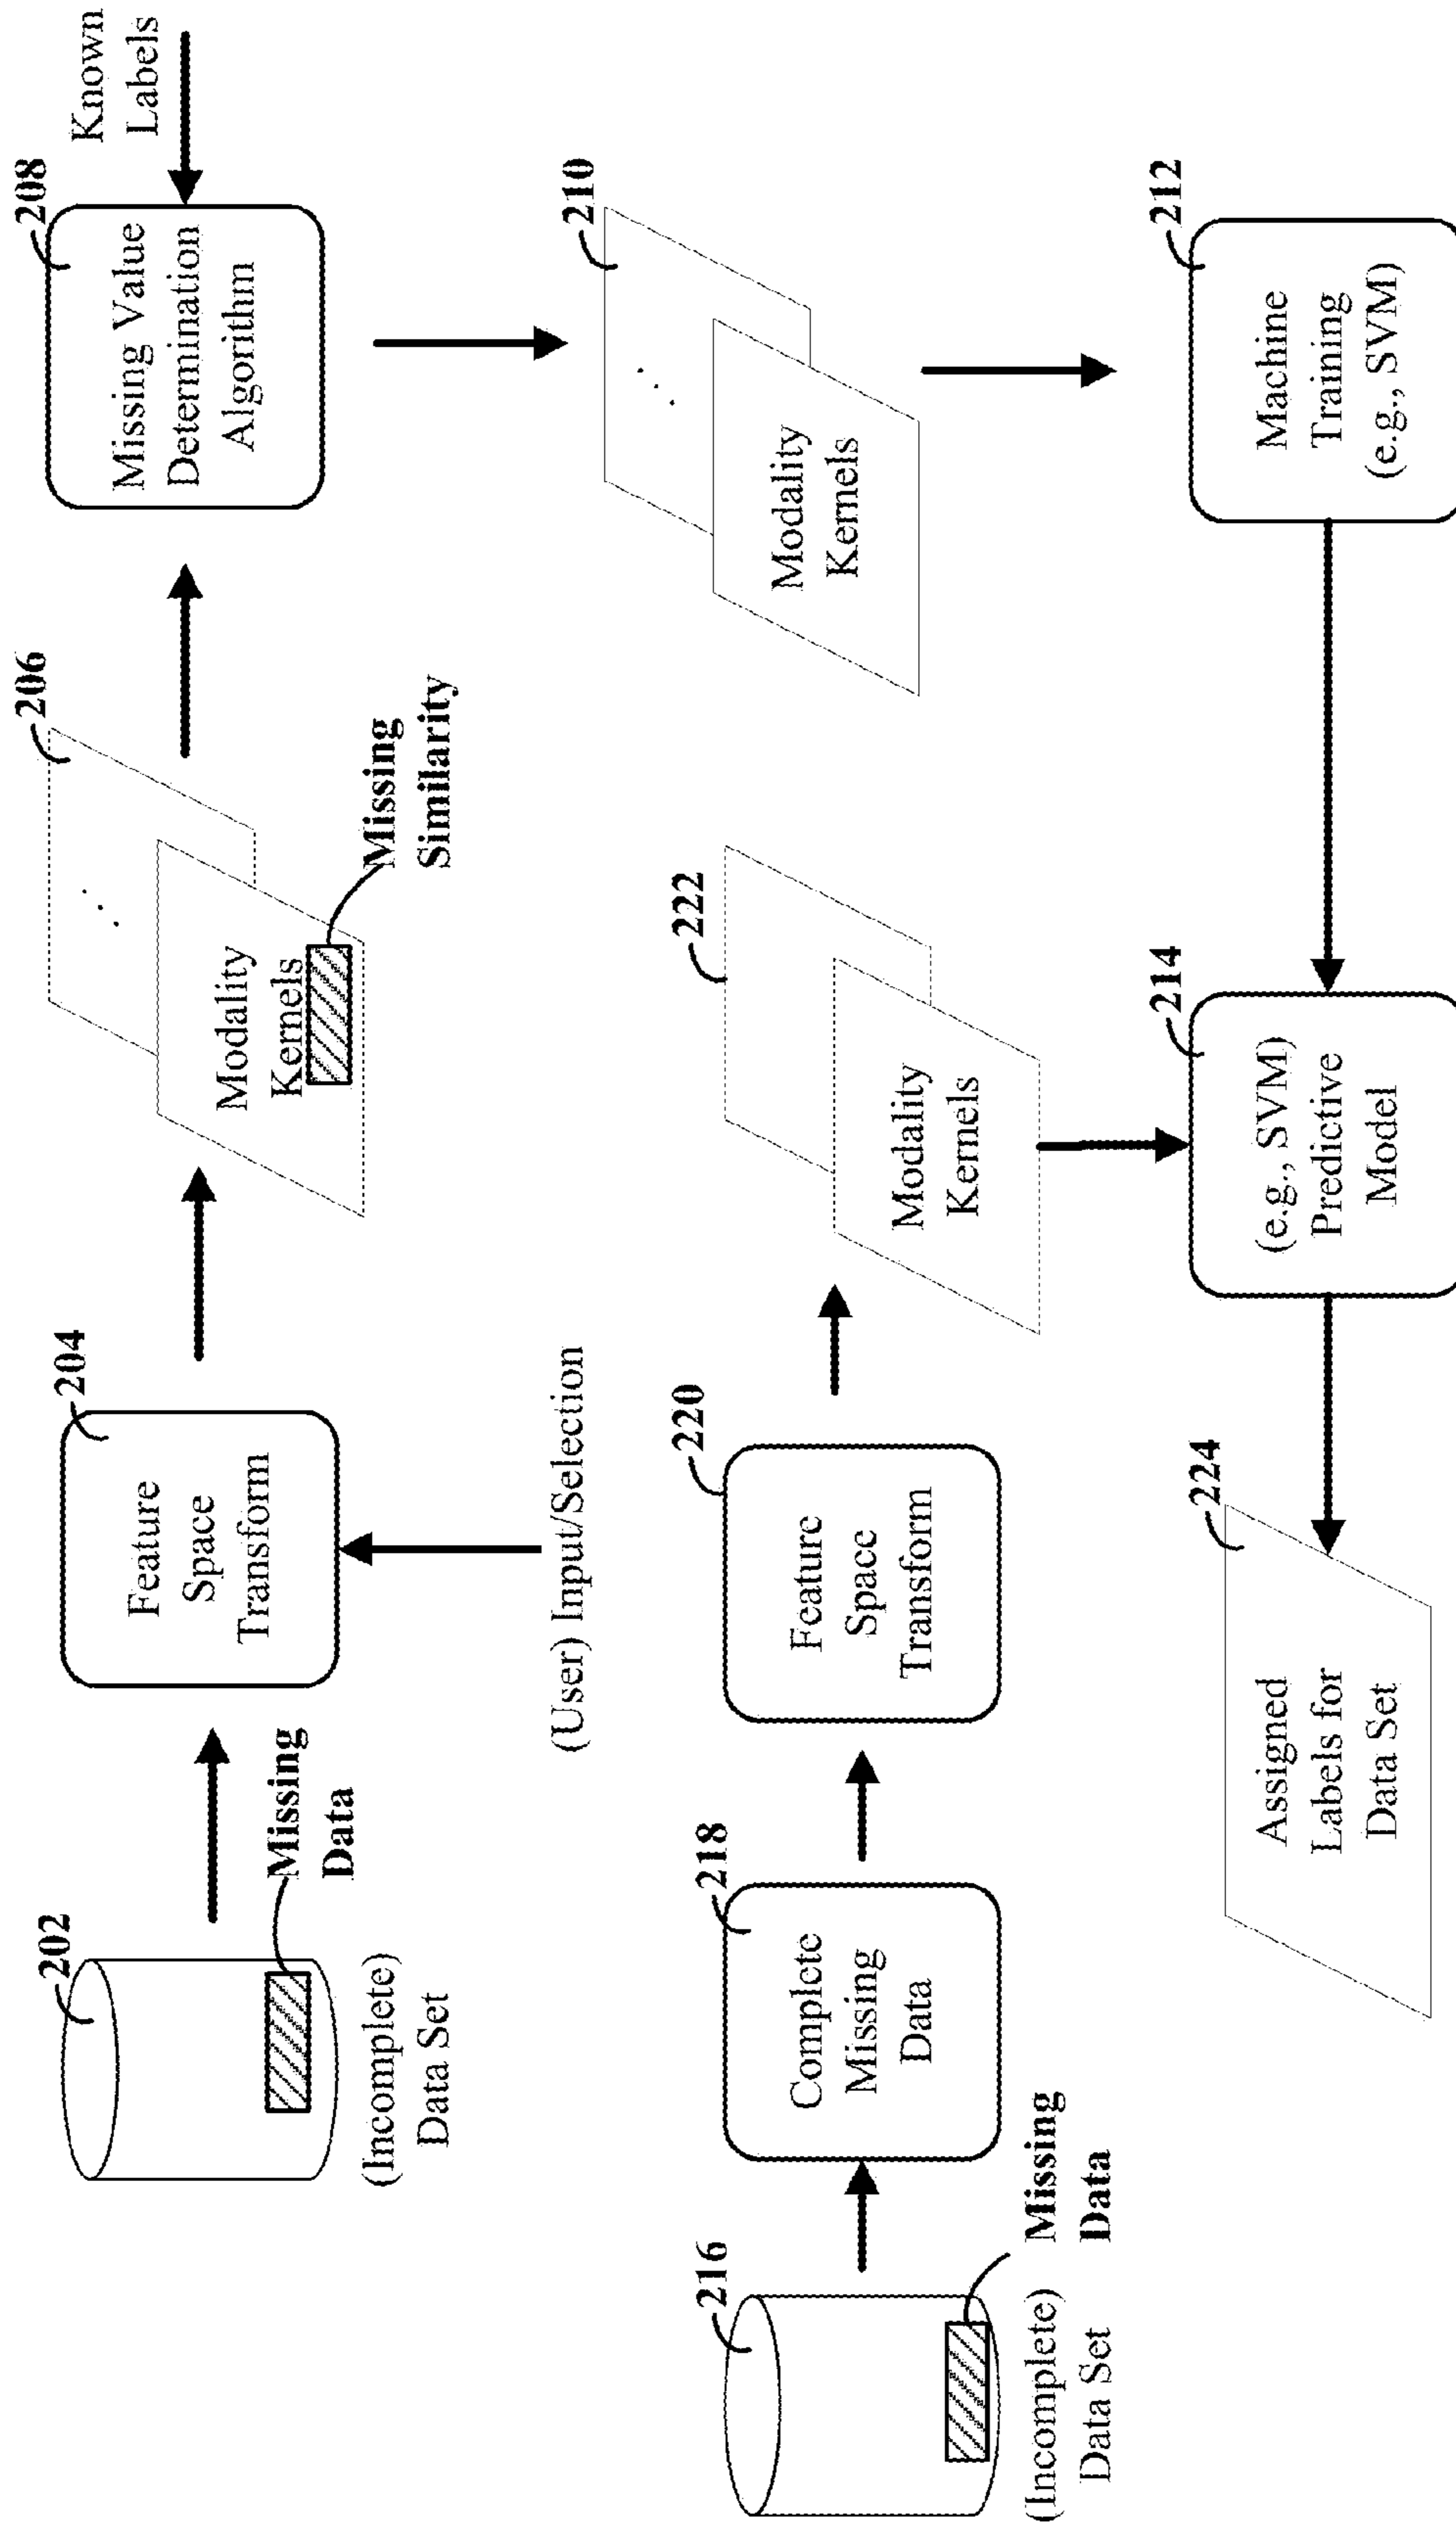 202
Missing
Data
(Incomplete)
Data Set
204
Feature
Space
Transform
(User) Input/Selection
206
...
Modality
Kernels
Missing
Similarity
208
Missing Value
Determination
Algorithm
Known
Labels
210
...
Modality
Kernels
212
Machine
Training
(e.g., SVM)
216
Missing
Data
(Incomplete)
Data Set
218
Complete
Missing
Data
220
Feature
Space
Transform
222
Modality
Kernels
214
(e.g., SVM)
Predictive
Model
224
Assigned
Labels for
Data Set